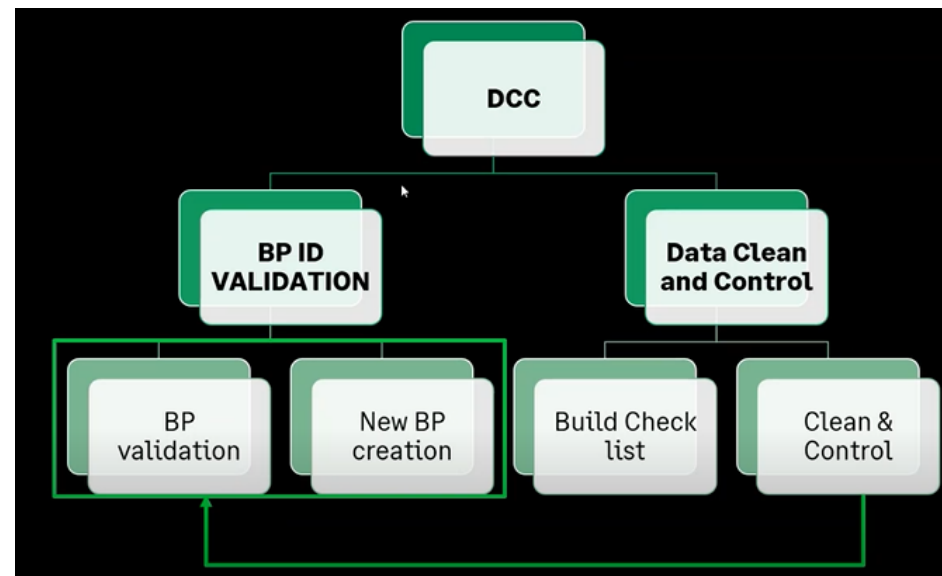 DCC
BP ID
VALIDATION
Data Clean
and Control
BP
validation
New BP
creation
Build Check
list
Clean &
Control